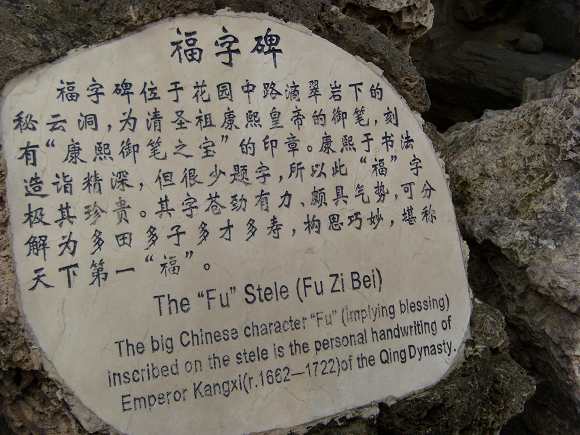 福字碑
福字碑位于花园中路滴翠岩下的
秘云洞，为清圣祖康熙皇帝的御笔，刻
有“康熙御笔之宝”的印章。康熙于书法
造诣精深，但很少题字，所以此“福”字
极其珍贵。其字苍劲有力、颇具气势，可分
解为多田多子多才多寿，构思巧妙，堪称
天下第一“福”。
The “Fu” Stele (Fu Zi Bei)
The big Chinese character “Fu” (implying blessing)
inscribed on the stele is the personal handwriting of
Emperor Kangxi(r.1662—1722)of the Qing Dynasty.